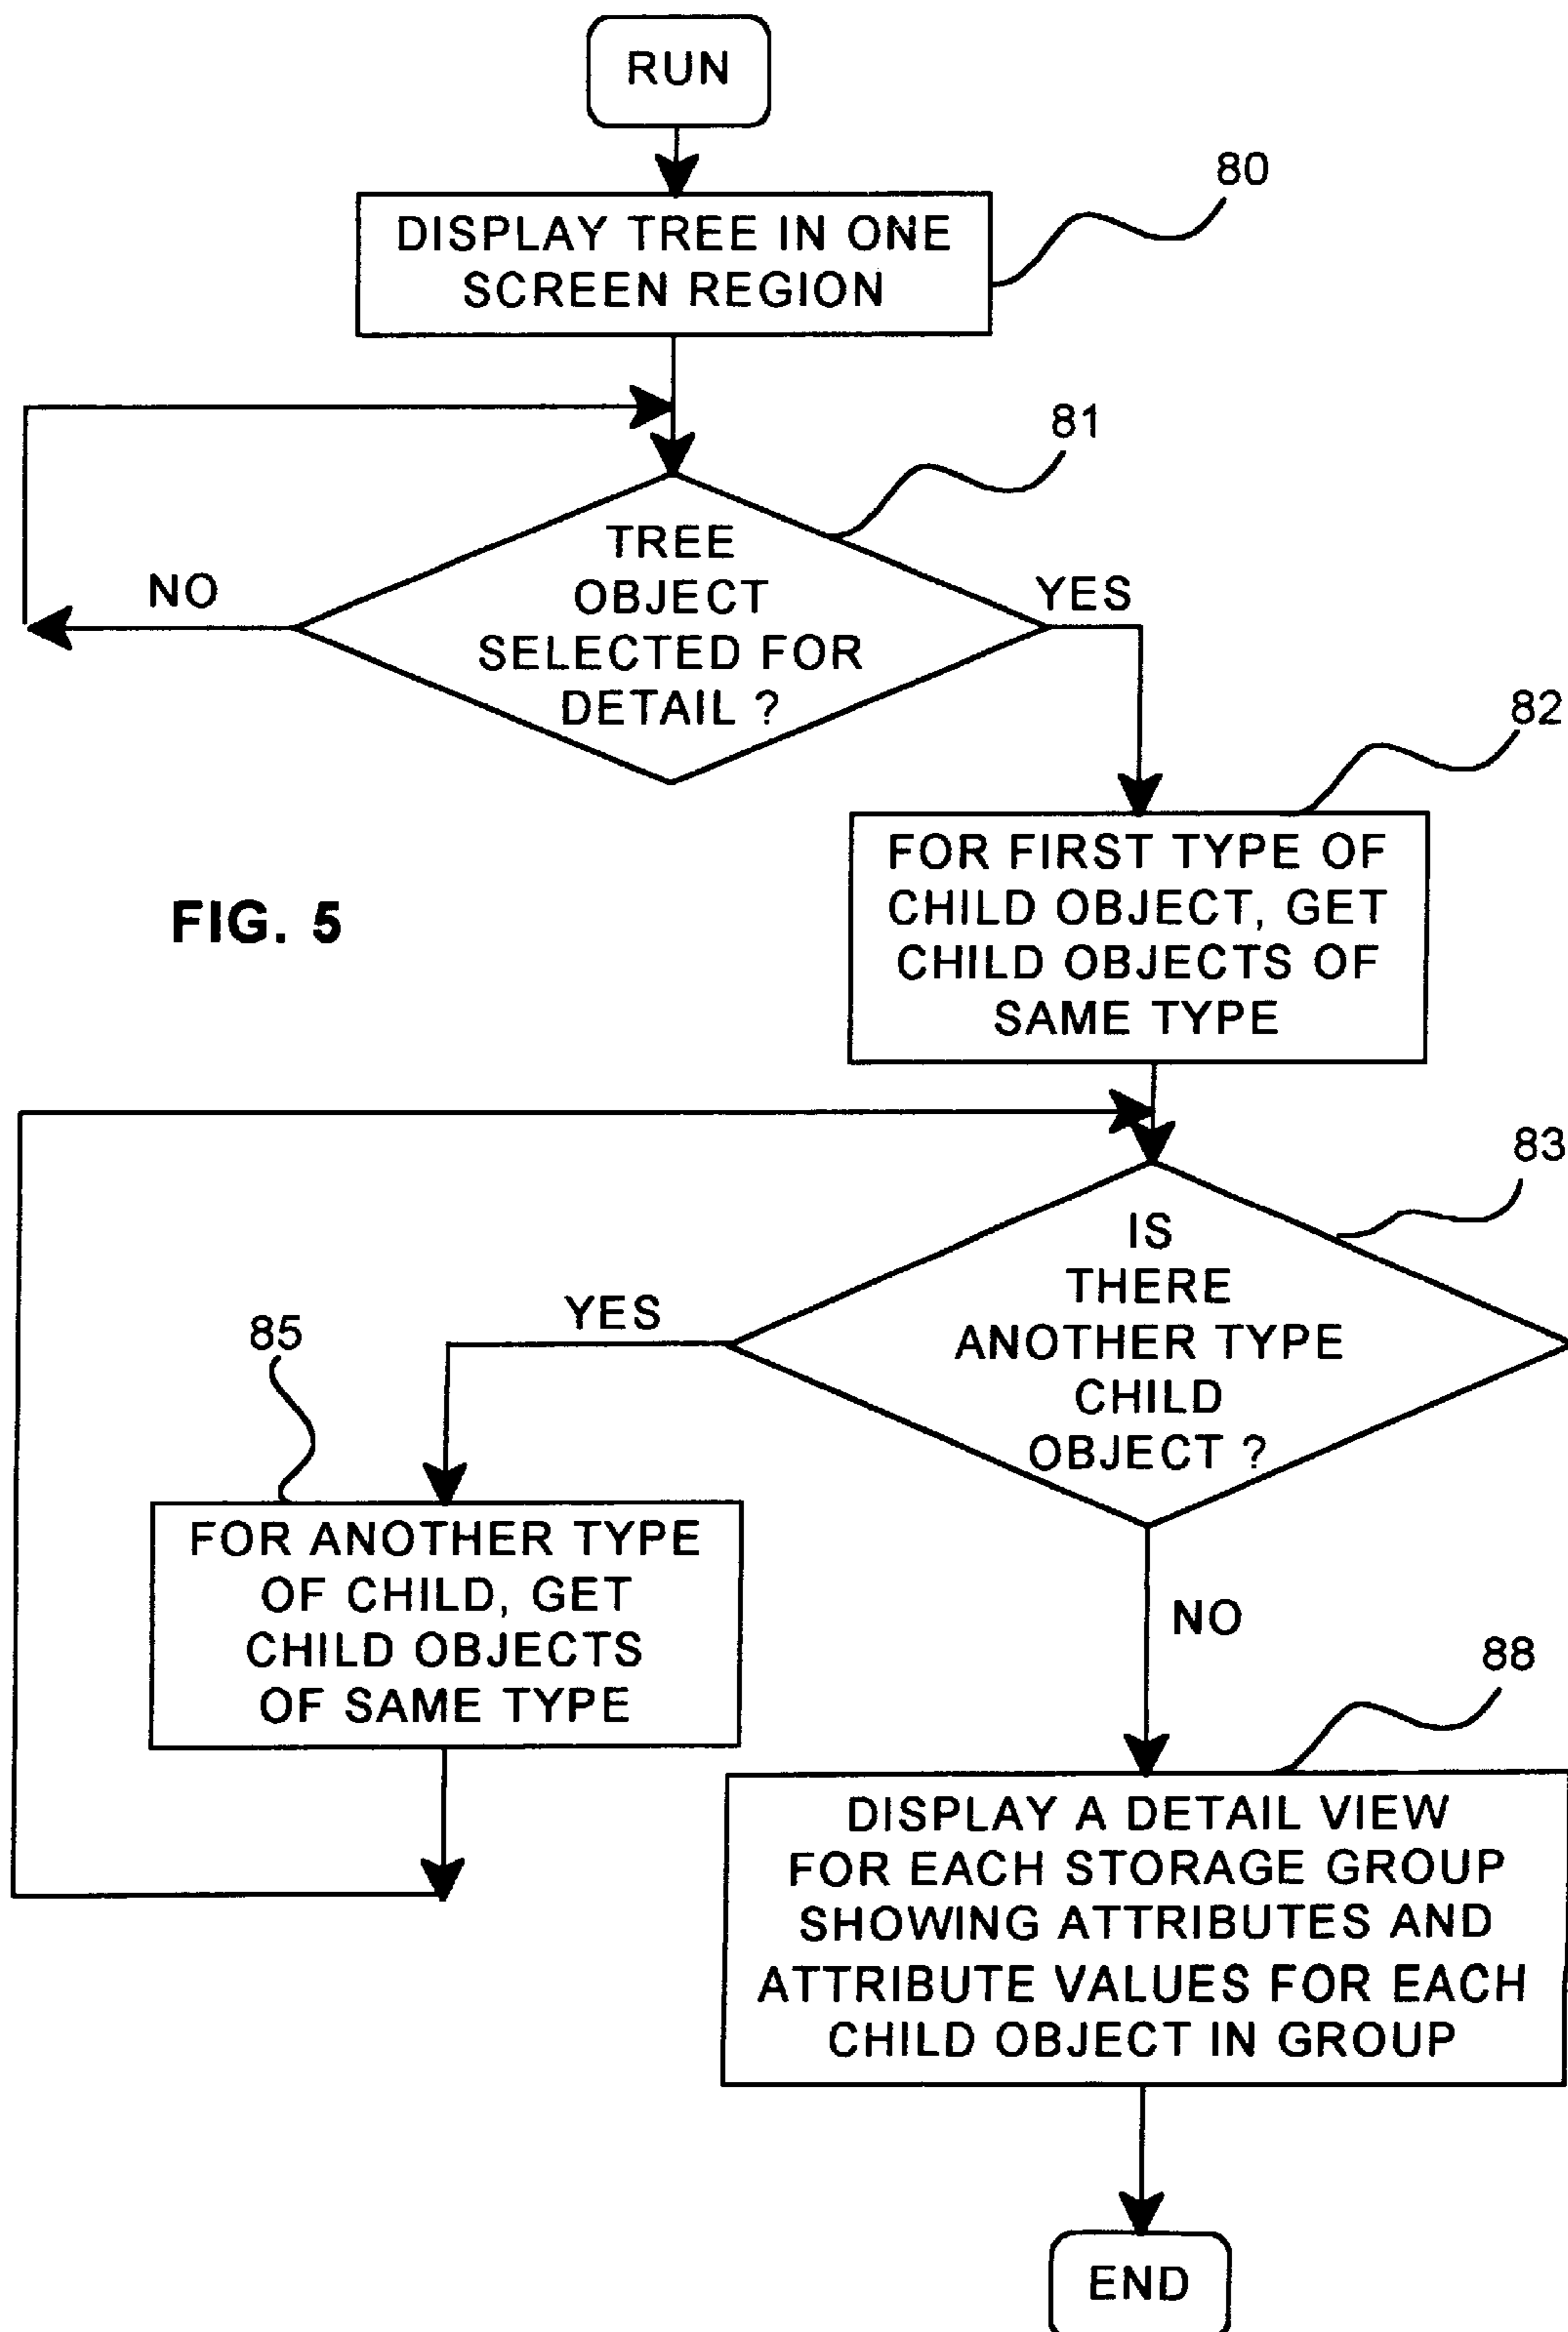 RUN
80
DISPLAY TREE IN ONE
SCREEN REGION
81
TREE
OBJECT
SELECTED FOR
DETAIL ?
NO
YES
82
FOR FIRST TYPE OF
CHILD OBJECT, GET
CHILD OBJECTS OF
SAME TYPE
FIG. 5
83
IS
THERE
ANOTHER TYPE
CHILD
OBJECT ?
YES
85
FOR ANOTHER TYPE
OF CHILD, GET
CHILD OBJECTS
OF SAME TYPE
NO
88
DISPLAY A DETAIL VIEW
FOR EACH STORAGE GROUP
SHOWING ATTRIBUTES AND
ATTRIBUTE VALUES FOR EACH
CHILD OBJECT IN GROUP
END